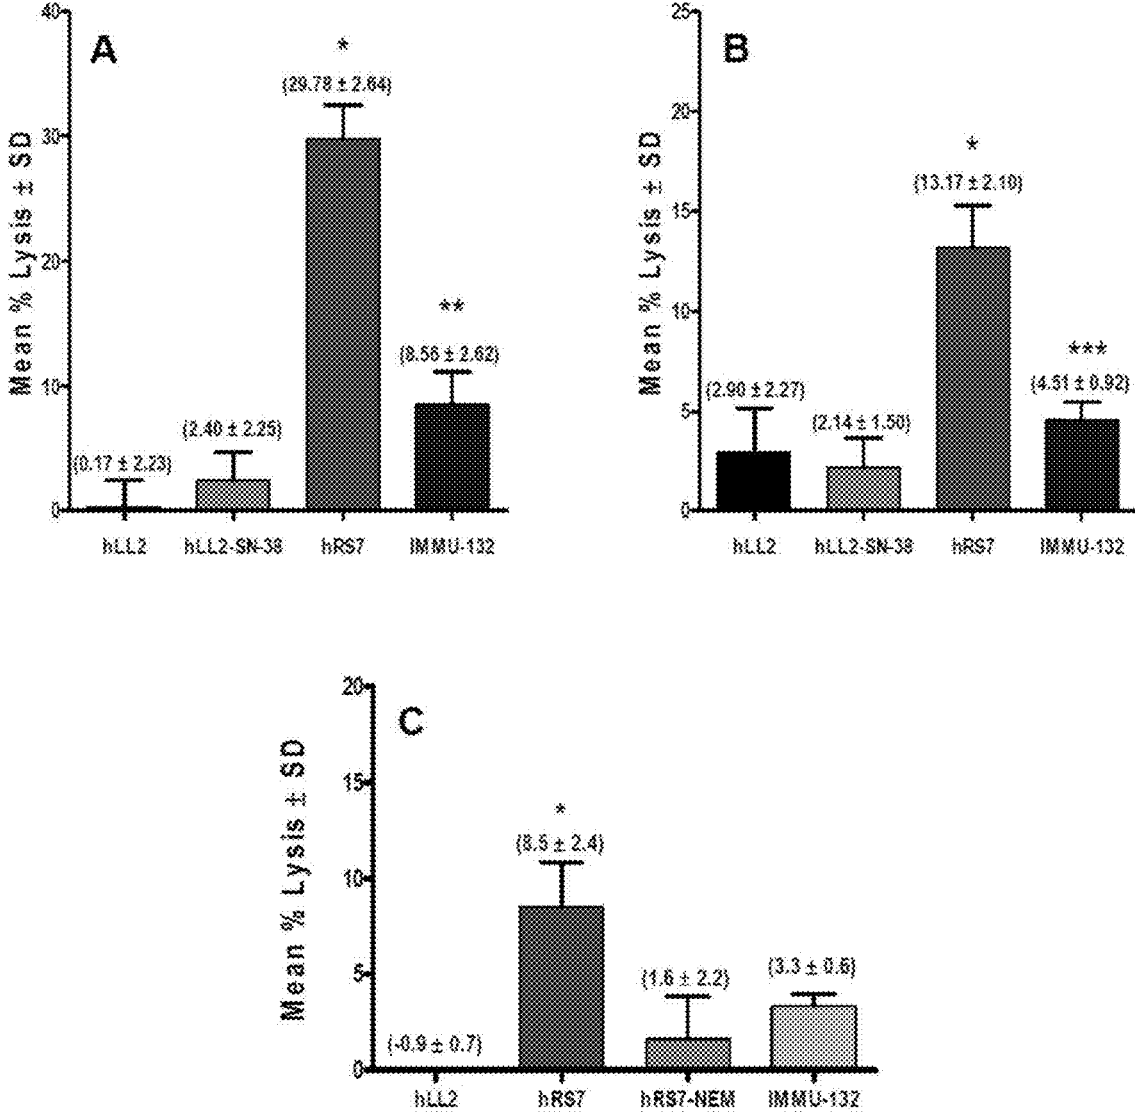 A
Mean % Lysis ± SD
40
30
20
10
0
*
(29.78 ± 2.64)
**
(8.56 ± 2.62)
(2.40 ± 2.25)
(0.17 ± 2.23)
hLL2 hLL2-SN-38 hRS7 IMMU-132
B
Mean % Lysis ± SD
25
20
15
10
5
0
*
(13.17 ± 2.10)
***
(4.51 ± 0.92)
(2.90 ± 2.27)
(2.14 ± 1.50)
hLL2 hLL2-SN-38 hRS7 IMMU-132
C
Mean % Lysis ± SD
20
15
10
5
0
*
(8.5 ± 2.4)
(1.6 ± 2.2)
(3.3 ± 0.6)
(-0.9 ± 0.7)
hLL2 hRS7 hRS7-NEM IMMU-132